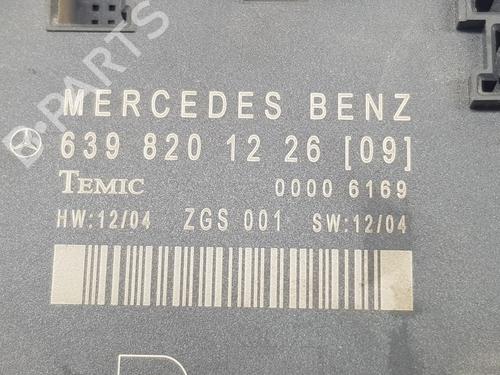 B-PARTS
MERCEDES BENZ
639 820 12 26 [09]
TEMIC 0000 6169
HW:12/04 ZGS 001 SW:12/04